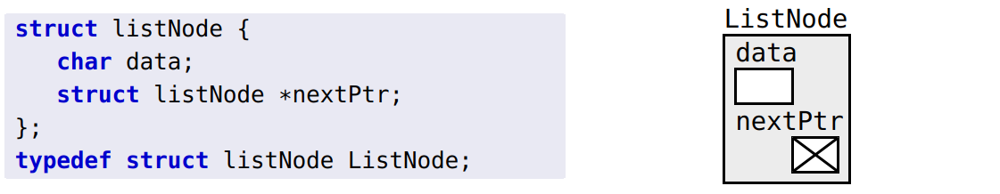 struct listNode {
   char data;
   struct listNode *nextPtr;
};
typedef struct listNode ListNode;
ListNode
data
nextPtr